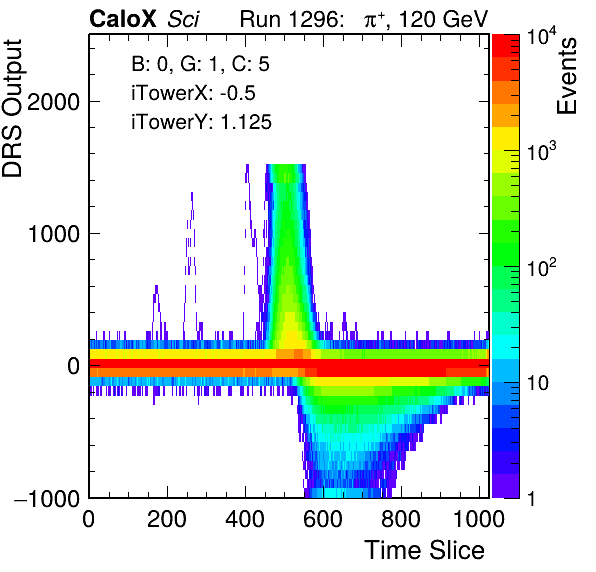 CaloX Sci Run 1296: π⁺, 120 GeV
B: 0, G: 1, C: 5
iTowerX: -0.5
iTowerY: 1.125
DRS Output
2000
1000
0
−1000
0 200 400 600 800 1000
Time Slice
Events
10⁴
10³
10²
10
1